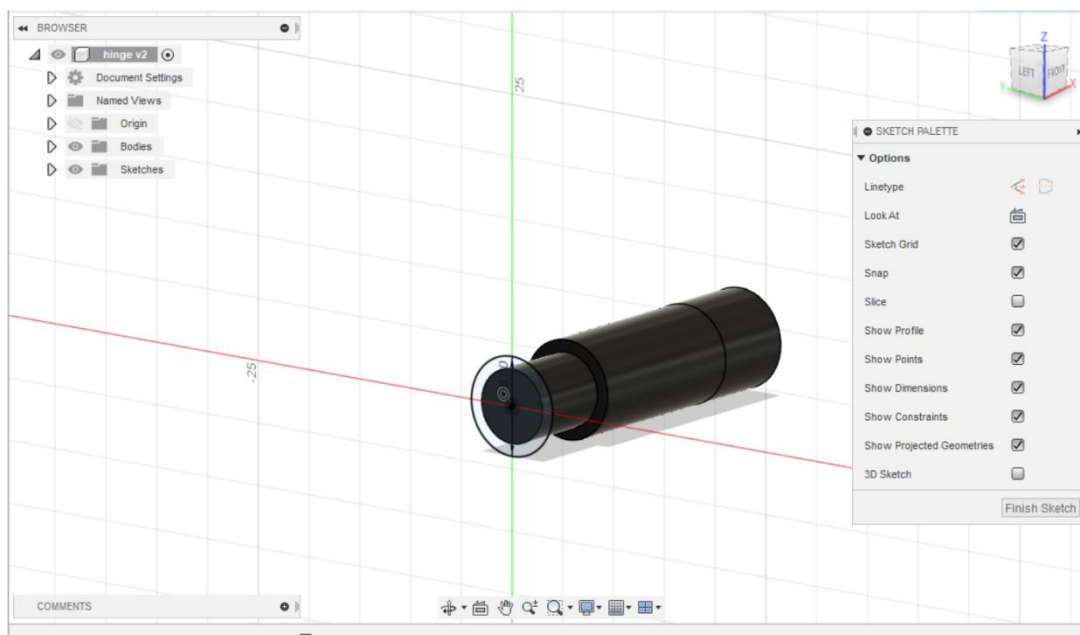 BROWSER
hinge v2
Document Settings
Named Views
Origin
Bodies
Sketches
25
-25
Z
LEFT
FRONT
Y
X
SKETCH PALETTE
Options
Linetype
Look At
Sketch Grid
Snap
Slice
Show Profile
Show Points
Show Dimensions
Show Constraints
Show Projected Geometries
3D Sketch
Finish Sketch
COMMENTS